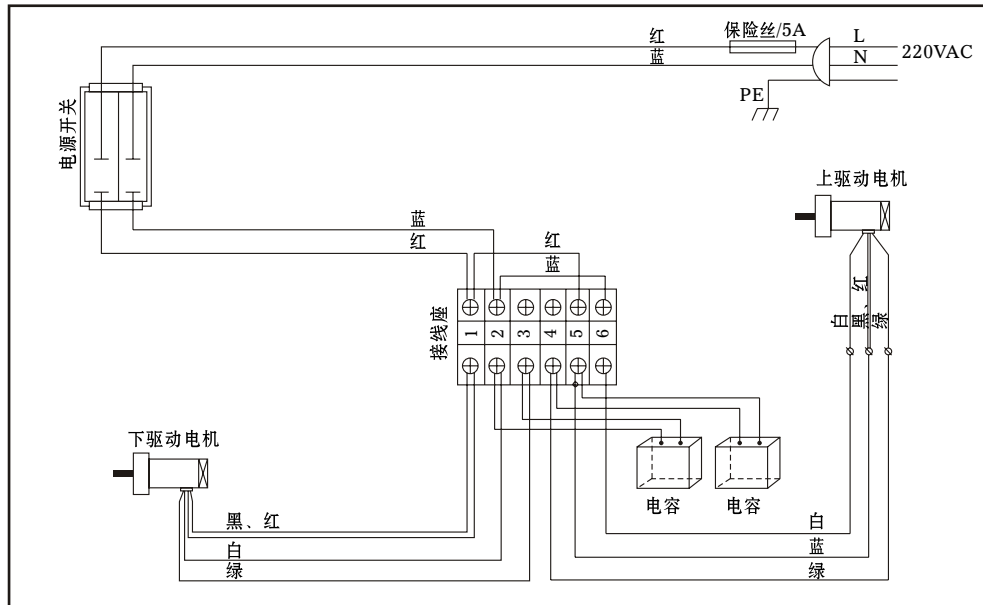 红
保险丝/5A
L
蓝
N
220VAC
PE
电源开关
上驱动电机
蓝
红
红
蓝
白
黑、红
绿
接线座
1
2
3
4
5
6
下驱动电机
电容
电容
黑、红
白
绿
白
蓝
绿